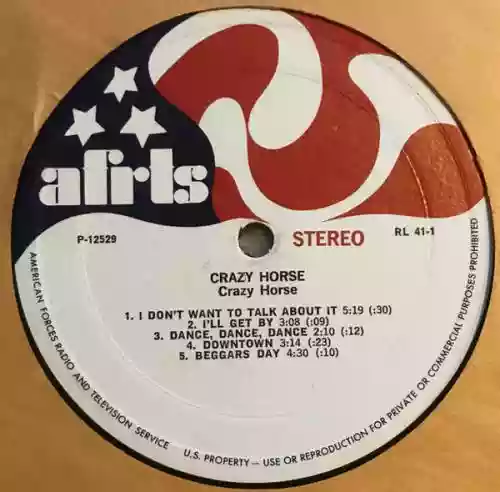 afrts
P-12529
STEREO
RL 41-1
CRAZY HORSE
Crazy Horse
1. I DON'T WANT TO TALK ABOUT IT 5:19 (:30)
2. I'LL GET BY 3:08 (:09)
3. DANCE, DANCE, DANCE 2:10 (:12)
4. DOWNTOWN 3:14 (:23)
5. BEGGARS DAY 4:30 (:10)
AMERICAN FORCES RADIO AND TELEVISION SERVICE
U.S. PROPERTY — USE OR REPRODUCTION FOR PRIVATE OR COMMERCIAL PURPOSES PROHIBITED